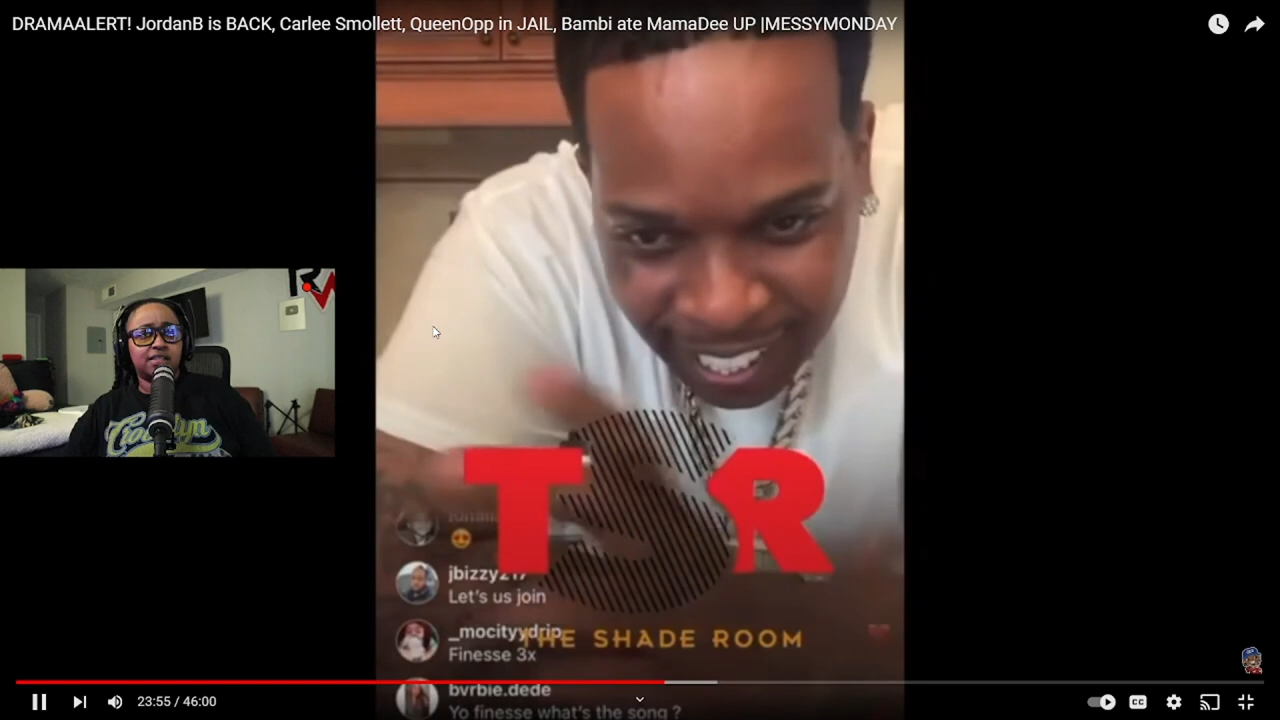 DRAMAALERT! JordanB is BACK, Carlee Smollett, QueenOpp in JAIL, Bambi ate MamaDee UP |MESSYMONDAY
TSR
THE SHADE ROOM
jbizzy217
Let's us join
_mocityydrip
Finesse 3x
bvrbie.dede
Yo finesse what's the song ?
23:55 / 46:00
CC